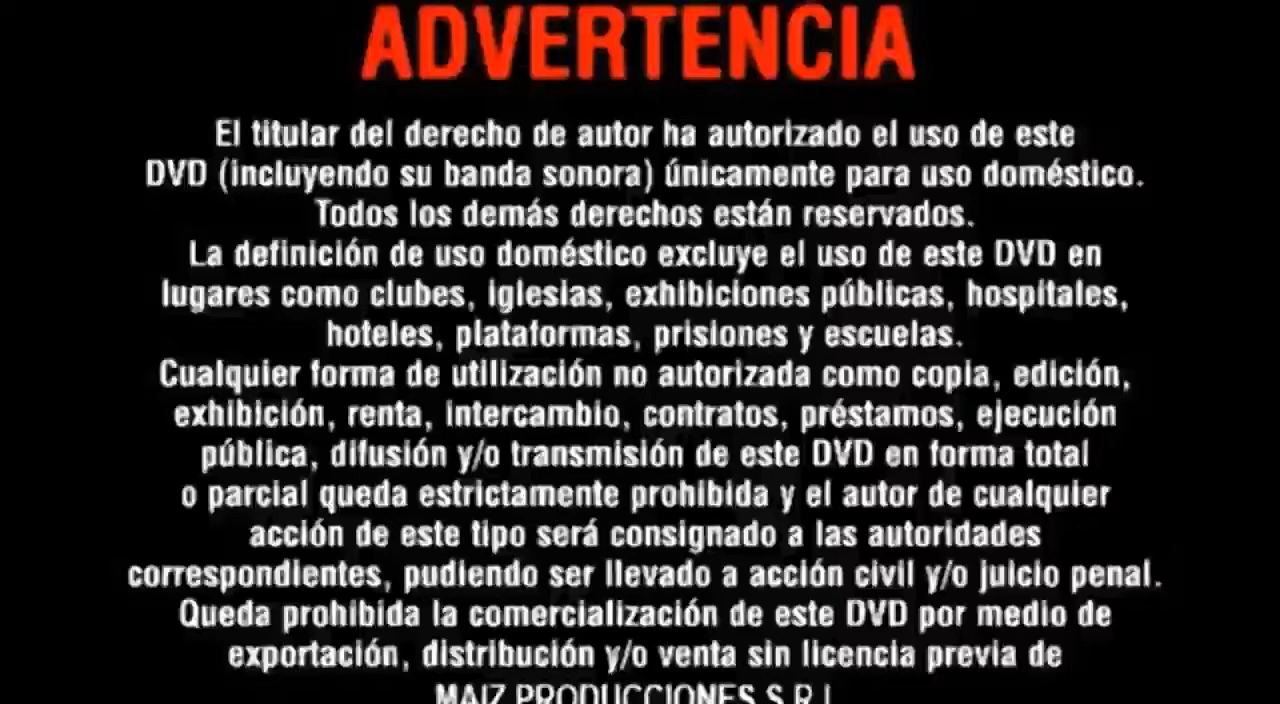 ADVERTENCIA
El titular del derecho de autor ha autorizado el uso de este
DVD (incluyendo su banda sonora) únicamente para uso doméstico.
Todos los demás derechos están reservados.
La definición de uso doméstico excluye el uso de este DVD en
lugares como clubes, iglesias, exhibiciones públicas, hospitales,
hoteles, plataformas, prisiones y escuelas.
Cualquier forma de utilización no autorizada como copia, edición,
exhibición, renta, intercambio, contratos, préstamos, ejecución
pública, difusión y/o transmisión de este DVD en forma total
o parcial queda estrictamente prohibida y el autor de cualquier
acción de este tipo será consignado a las autoridades
correspondientes, pudiendo ser llevado a acción civil y/o juicio penal.
Queda prohibida la comercialización de este DVD por medio de
exportación, distribución y/o venta sin licencia previa de
MAIZ PRODUCCIONES S.R.L